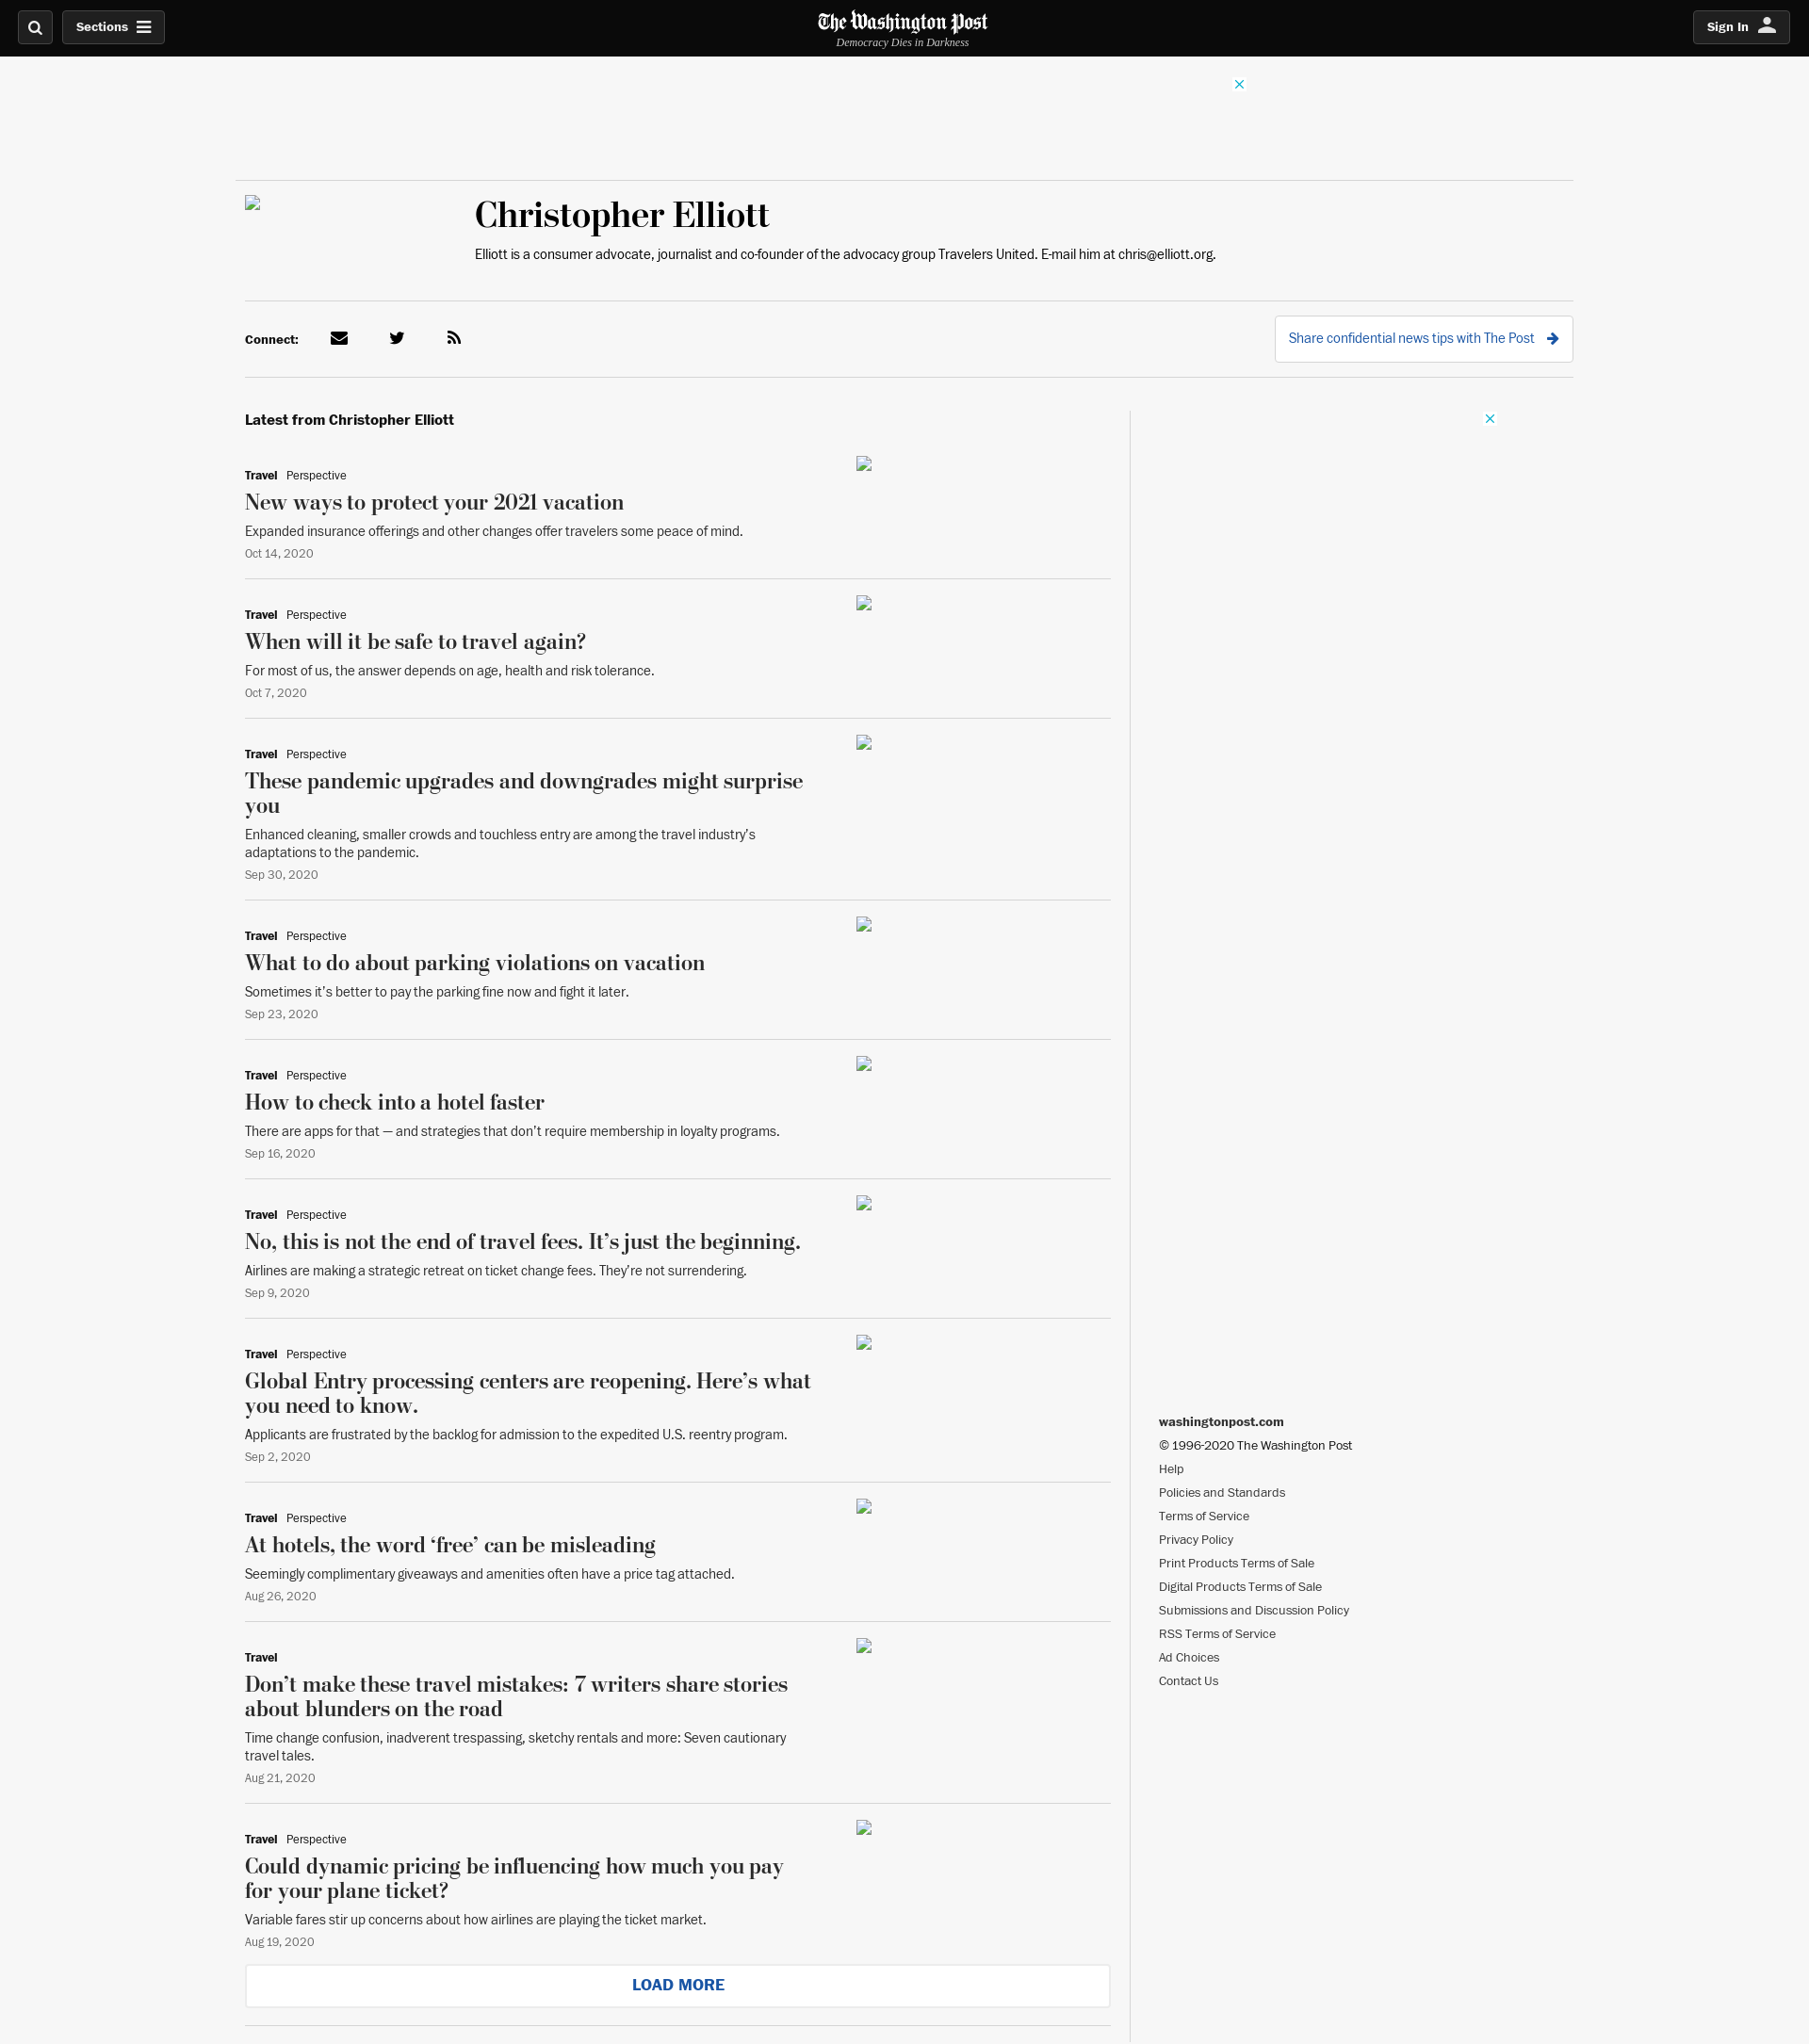 Sections
The Washington Post
Democracy Dies in Darkness
Sign In
Christopher Elliott
Elliott is a consumer advocate, journalist and co-founder of the advocacy group Travelers United. E-mail him at chris@elliott.org.
Connect:
Share confidential news tips with The Post
Latest from Christopher Elliott
Travel Perspective
New ways to protect your 2021 vacation
Expanded insurance offerings and other changes offer travelers some peace of mind.
Oct 14, 2020
Travel Perspective
When will it be safe to travel again?
For most of us, the answer depends on age, health and risk tolerance.
Oct 7, 2020
Travel Perspective
These pandemic upgrades and downgrades might surprise
you
Enhanced cleaning, smaller crowds and touchless entry are among the travel industry’s
adaptations to the pandemic.
Sep 30, 2020
Travel Perspective
What to do about parking violations on vacation
Sometimes it’s better to pay the parking fine now and fight it later.
Sep 23, 2020
Travel Perspective
How to check into a hotel faster
There are apps for that — and strategies that don’t require membership in loyalty programs.
Sep 16, 2020
Travel Perspective
No, this is not the end of travel fees. It’s just the beginning.
Airlines are making a strategic retreat on ticket change fees. They’re not surrendering.
Sep 9, 2020
Travel Perspective
Global Entry processing centers are reopening. Here’s what
you need to know.
Applicants are frustrated by the backlog for admission to the expedited U.S. reentry program.
Sep 2, 2020
Travel Perspective
At hotels, the word ‘free’ can be misleading
Seemingly complimentary giveaways and amenities often have a price tag attached.
Aug 26, 2020
Travel
Don’t make these travel mistakes: 7 writers share stories
about blunders on the road
Time change confusion, inadverent trespassing, sketchy rentals and more: Seven cautionary
travel tales.
Aug 21, 2020
Travel Perspective
Could dynamic pricing be influencing how much you pay
for your plane ticket?
Variable fares stir up concerns about how airlines are playing the ticket market.
Aug 19, 2020
LOAD MORE
washingtonpost.com
© 1996-2020 The Washington Post
Help
Policies and Standards
Terms of Service
Privacy Policy
Print Products Terms of Sale
Digital Products Terms of Sale
Submissions and Discussion Policy
RSS Terms of Service
Ad Choices
Contact Us